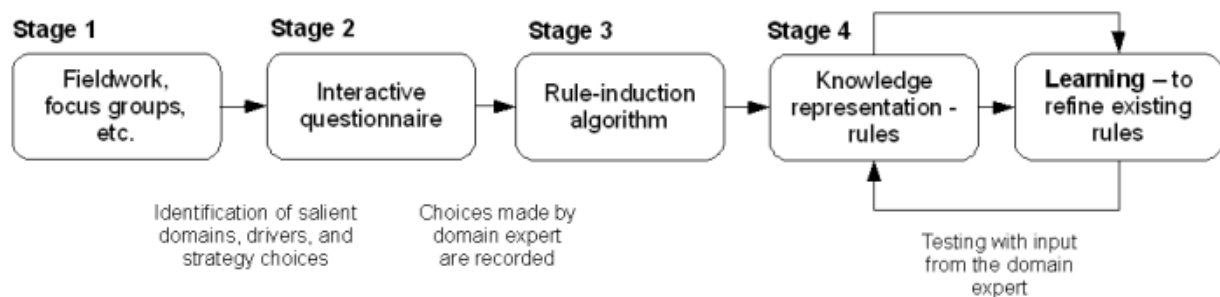 Stage 1
Fieldwork,
focus groups,
etc.
Stage 2
Interactive
questionnaire
Stage 3
Rule-induction
algorithm
Stage 4
Knowledge
representation -
rules
Learning – to
refine existing
rules
Identification of salient
domains, drivers, and
strategy choices
Choices made by
domain expert
are recorded
Testing with input
from the domain
expert